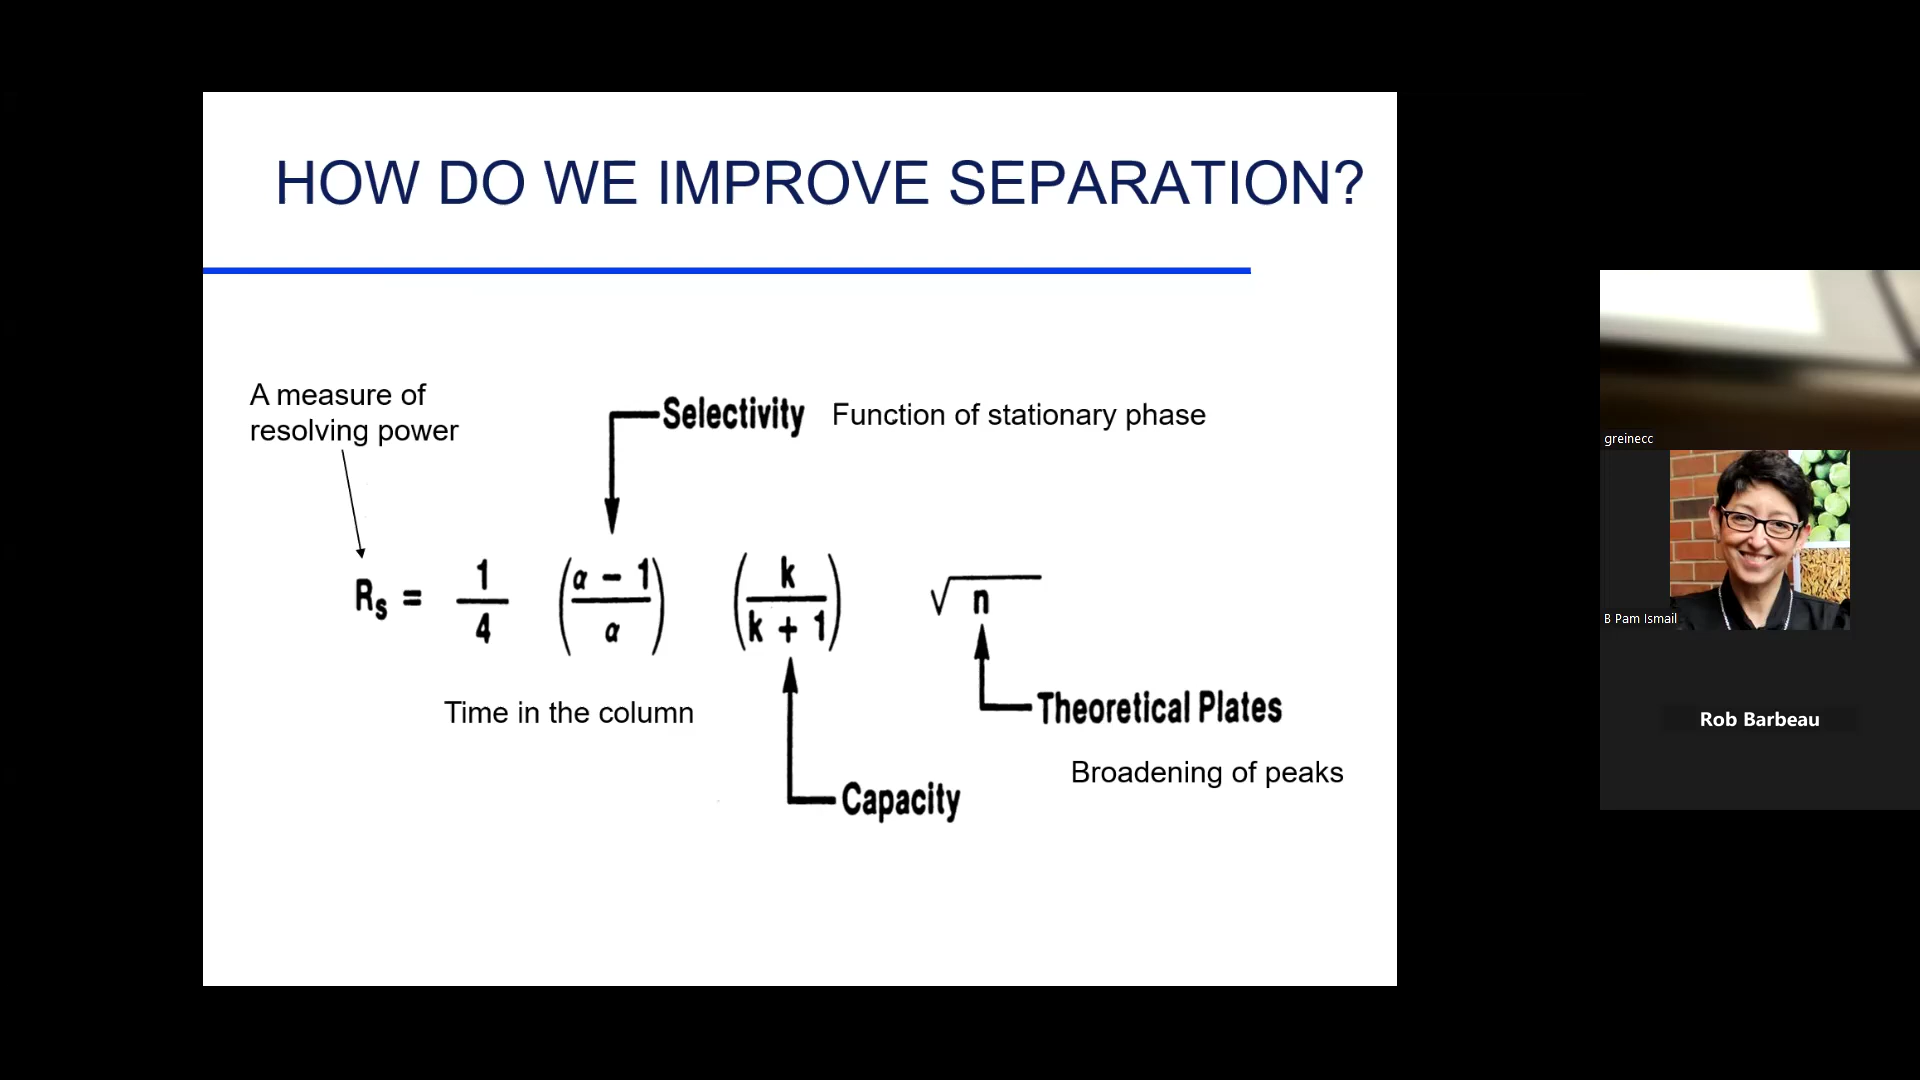 HOW DO WE IMPROVE SEPARATION?
A measure of
resolving power
Selectivity Function of stationary phase
Rs = 1/4 (α − 1/α) (k/k + 1) √n
Time in the column
Theoretical Plates
Broadening of peaks
Capacity
greinecc
B Pam Ismail
Rob Barbeau